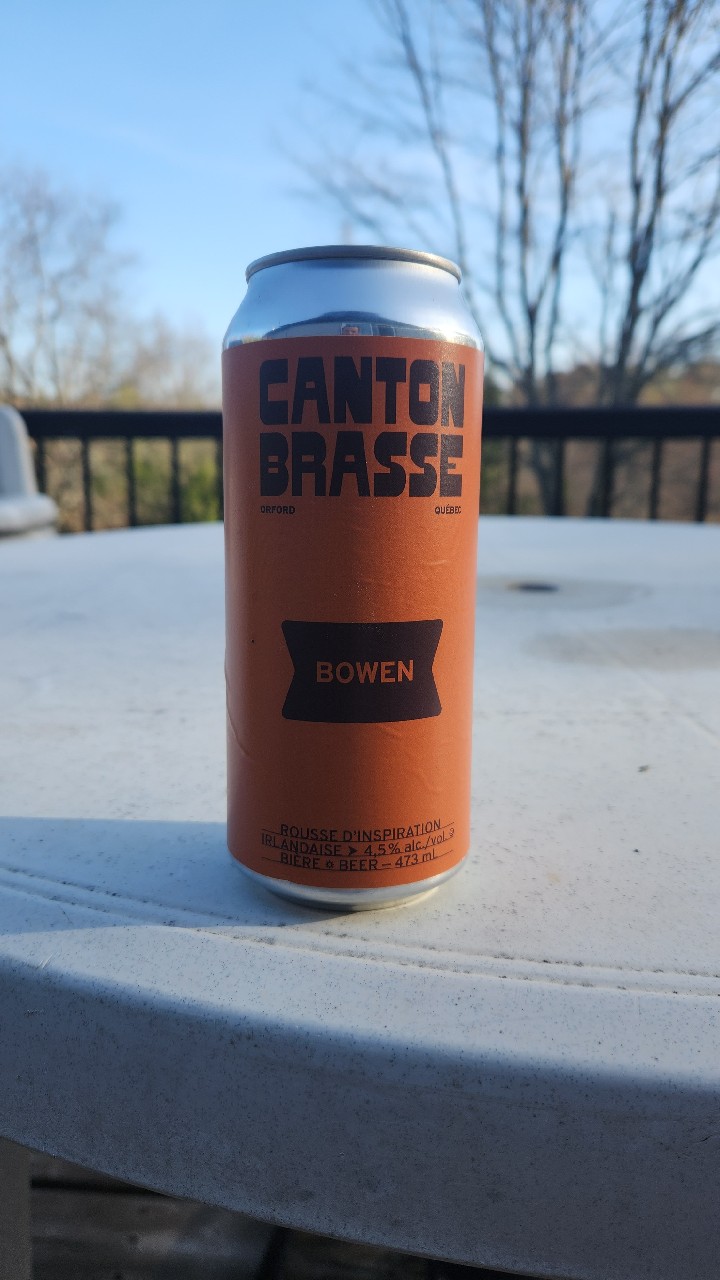 CANTON
BRASSE
ORFORD QUÉBEC
BOWEN
ROUSSE D'INSPIRATION
IRLANDAISE ➤ 4,5% alc./vol.
BIÈRE ✡ BEER – 473 mL